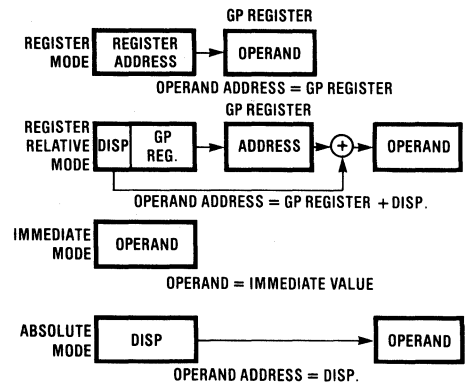 GP REGISTER
REGISTER MODE
REGISTER ADDRESS
OPERAND
OPERAND ADDRESS = GP REGISTER
GP REGISTER
REGISTER RELATIVE MODE
DISP
GP REG.
ADDRESS
+
OPERAND
OPERAND ADDRESS = GP REGISTER + DISP.
IMMEDIATE MODE
OPERAND
OPERAND = IMMEDIATE VALUE
ABSOLUTE MODE
DISP
OPERAND
OPERAND ADDRESS = DISP.